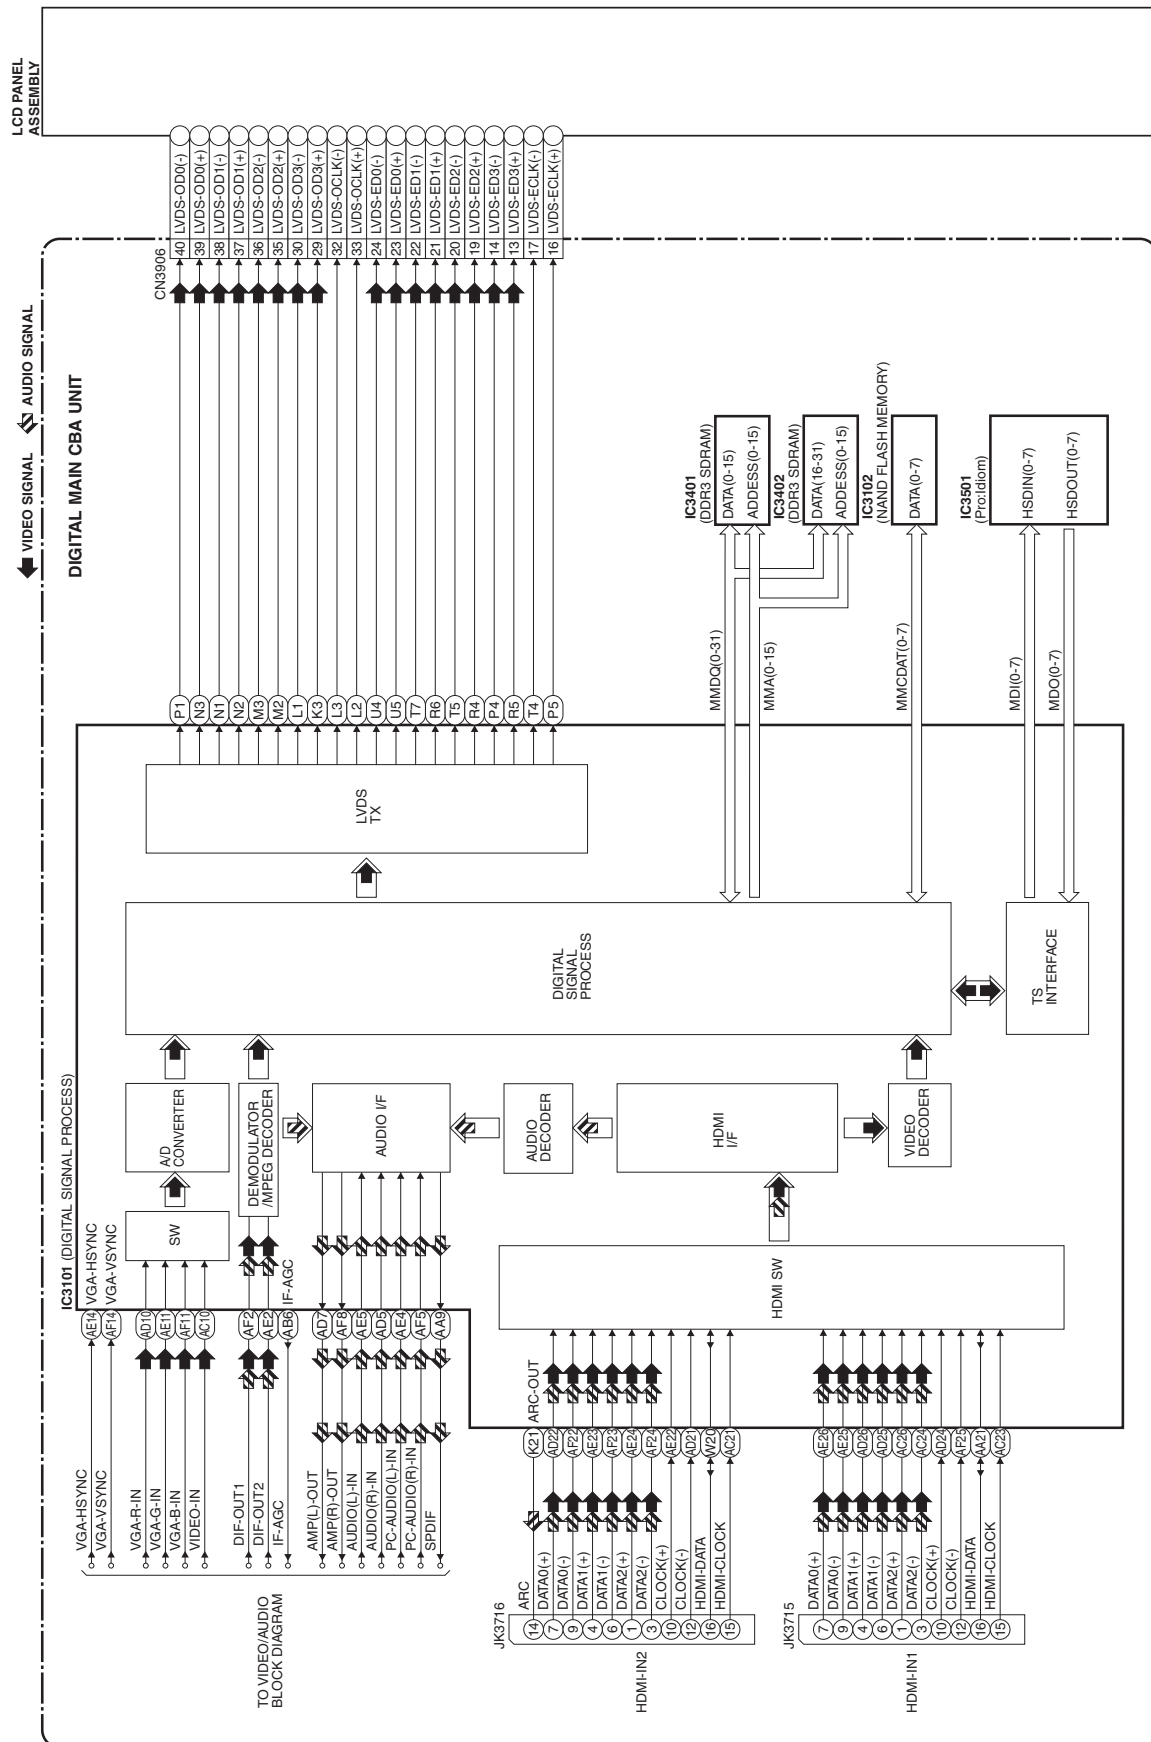 VIDEO SIGNAL
AUDIO SIGNAL
DIGITAL MAIN CBA UNIT
LCD PANEL
ASSEMBLY
TO VIDEO/AUDIO
BLOCK DIAGRAM
VGA-HSYNC
VGA-VSYNC
VGA-R-IN
VGA-G-IN
VGA-B-IN
VIDEO-IN
DIF-OUT1
DIF-OUT2
IF-AGC
AMP(L)-OUT
AMP(R)-OUT
AUDIO(L)-IN
AUDIO(R)-IN
PC-AUDIO(L)-IN
PC-AUDIO(R)-IN
SPDIF
IC3101 (DIGITAL SIGNAL PROCESS)
AE14 VGA-HSYNC
AF14 VGA-VSYNC
AD10
AE11
AF11
AC10
AF2
AE2
AB6 IF-AGC
AD7
AF8
AE5
AD5
AE4
AF5
AA9
SW
A/D
CONVERTER
DEMODULATOR
/MPEG DECODER
AUDIO I/F
AUDIO
DECODER
HDMI
I/F
VIDEO
DECODER
HDMI SW
DIGITAL
SIGNAL
PROCESS
TS
INTERFACE
LVDS
TX
JK3716
HDMI-IN2
14 ARC K21 ARC-OUT
7 DATA0(+) AD22
9 DATA0(-) AF22
4 DATA1(+) AE23
6 DATA1(-) AF23
1 DATA2(+) AE24
3 DATA2(-) AF24
10 CLOCK(+) AE22
12 CLOCK(-) AD21
16 HDMI-DATA W20
15 HDMI-CLOCK AC21
JK3715
HDMI-IN1
7 DATA0(+) AE26
9 DATA0(-) AE25
4 DATA1(+) AD26
6 DATA1(-) AD25
1 DATA2(+) AC26
3 DATA2(-) AC24
10 CLOCK(+) AD24
12 CLOCK(-) AF25
16 HDMI-DATA AA21
15 HDMI-CLOCK AC23
CN3906
P1 40 LVDS-OD0(-)
N3 39 LVDS-OD0(+)
N1 38 LVDS-OD1(-)
N2 37 LVDS-OD1(+)
M3 36 LVDS-OD2(-)
M2 35 LVDS-OD2(+)
L1 30 LVDS-OD3(-)
K3 29 LVDS-OD3(+)
L3 32 LVDS-OCLK(-)
L2 33 LVDS-OCLK(+)
U4 24 LVDS-ED0(-)
U5 23 LVDS-ED0(+)
T7 22 LVDS-ED1(-)
R6 21 LVDS-ED1(+)
T5 20 LVDS-ED2(-)
R4 19 LVDS-ED2(+)
P4 14 LVDS-ED3(-)
R5 13 LVDS-ED3(+)
T4 17 LVDS-ECLK(-)
P5 16 LVDS-ECLK(+)
MMDQ(0-31)
MMA(0-15)
MMCDAT(0-7)
MDI(0-7)
MDO(0-7)
IC3401
(DDR3 SDRAM)
DATA(0-15)
ADDESS(0-15)
IC3402
(DDR3 SDRAM)
DATA(16-31)
ADDESS(0-15)
IC3102
(NAND FLASH MEMORY)
DATA(0-7)
IC3501
(Pro:Idiom)
HSDIN(0-7)
HSDOUT(0-7)